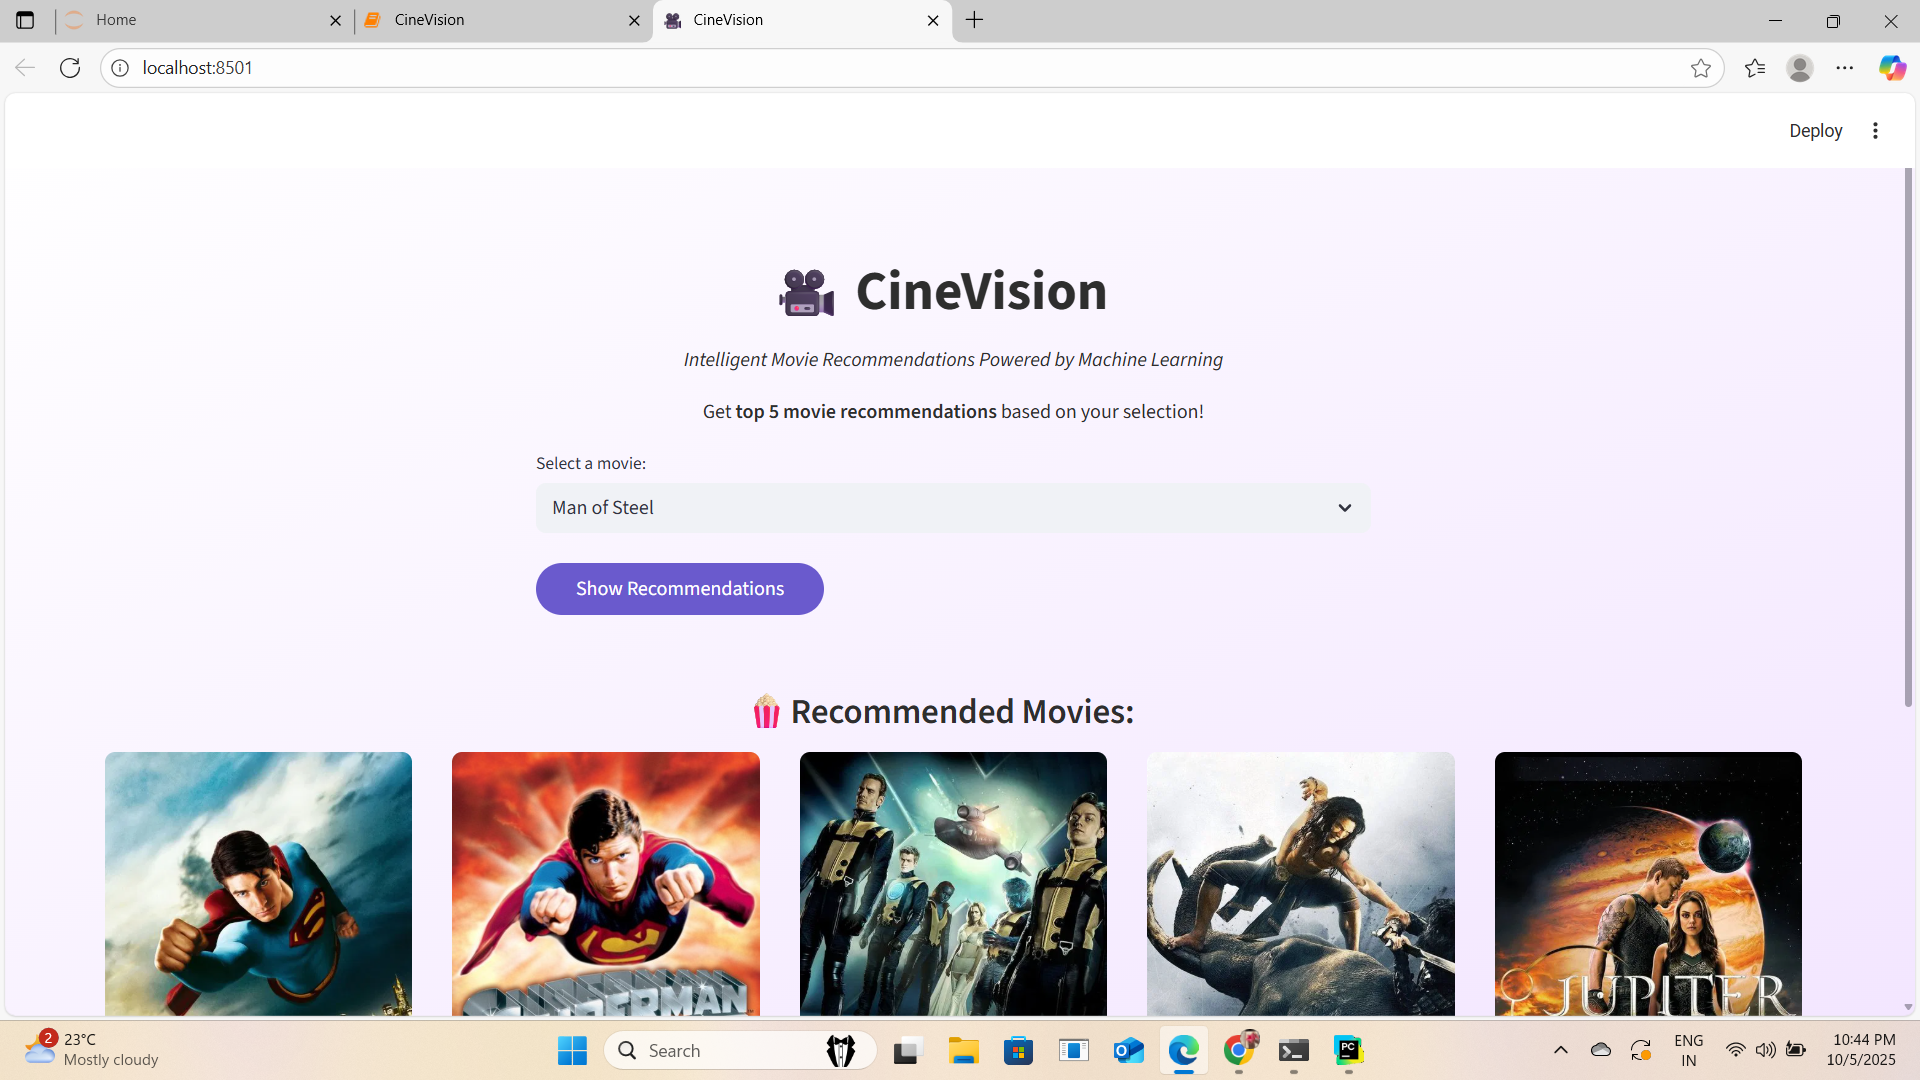 Home
CineVision
CineVision
localhost:8501
Deploy
CineVision
Intelligent Movie Recommendations Powered by Machine Learning
Get top 5 movie recommendations based on your selection!
Select a movie:
Man of Steel
Show Recommendations
Recommended Movies:
SUPERMAN
JUPITER
2
23°C
Mostly cloudy
Search
PC
ENG
IN
10:44 PM
10/5/2025